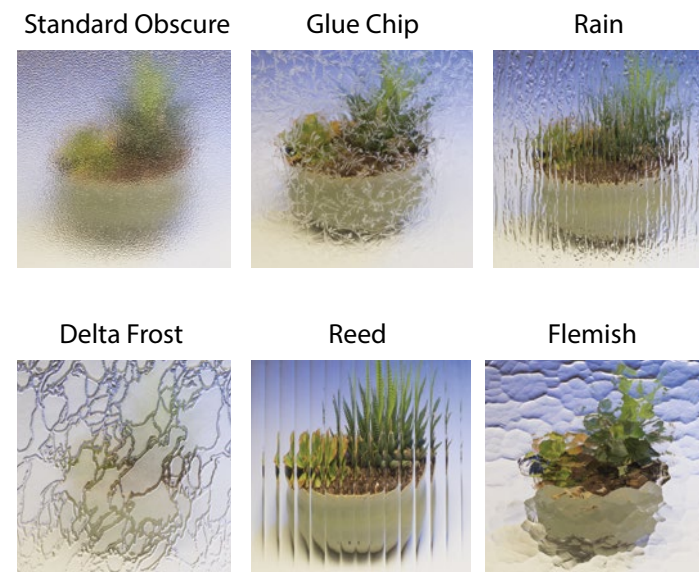 Standard Obscure
Glue Chip
Rain
Delta Frost
Reed
Flemish